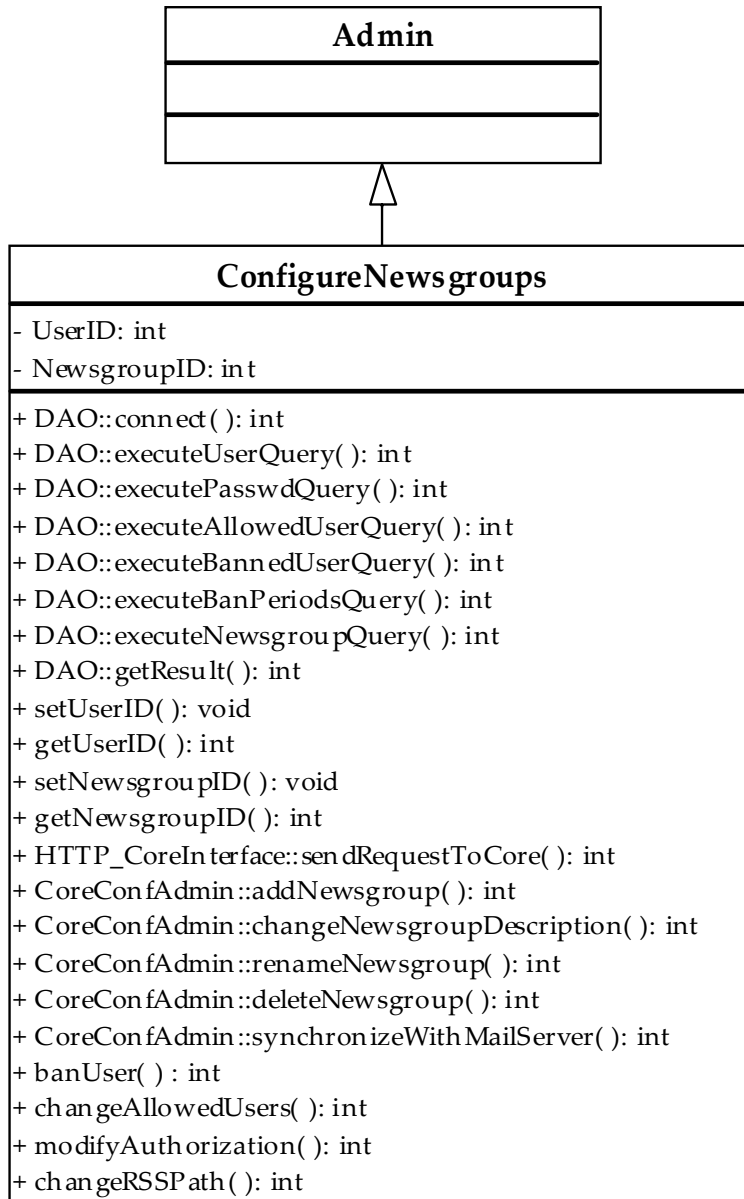 Admin
ConfigureNewsgroups
- UserID: int
- NewsgroupID: int
+ DAO::connect( ): int
+ DAO::executeUserQuery( ): int
+ DAO::executePasswdQuery( ): int
+ DAO::executeAllowedUserQuery( ): int
+ DAO::executeBannedUserQuery( ): int
+ DAO::executeBanPeriodsQuery( ): int
+ DAO::executeNewsgroupQuery( ): int
+ DAO::getResult( ): int
+ setUserID( ): void
+ getUserID( ): int
+ setNewsgroupID( ): void
+ getNewsgroupID( ): int
+ HTTP_CoreInterface::sendRequestToCore( ): int
+ CoreConfAdmin::addNewsgroup( ): int
+ CoreConfAdmin::changeNewsgroupDescription( ): int
+ CoreConfAdmin::renameNewsgroup( ): int
+ CoreConfAdmin::deleteNewsgroup( ): int
+ CoreConfAdmin::synchronizeWithMailServer( ): int
+ banUser( ) : int
+ changeAllowedUsers( ): int
+ modifyAuthorization( ): int
+ changeRSSPath( ): int